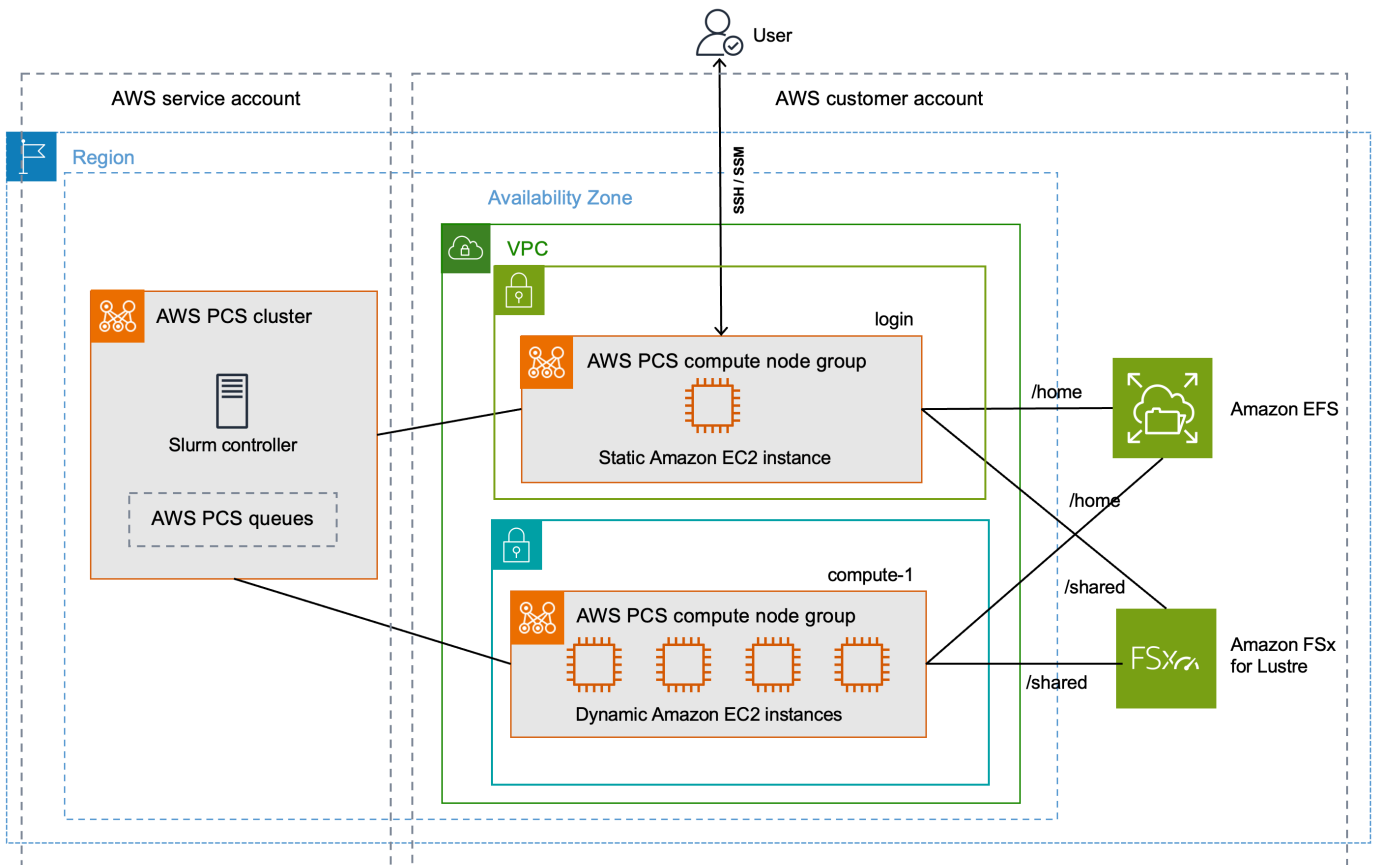 User
AWS service account
AWS customer account
Region
SSH / SSM
Availability Zone
VPC
AWS PCS cluster
Slurm controller
AWS PCS queues
login
AWS PCS compute node group
Static Amazon EC2 instance
/home
Amazon EFS
/home
compute-1
AWS PCS compute node group
Dynamic Amazon EC2 instances
/shared
/shared
FSx
Amazon FSx
for Lustre